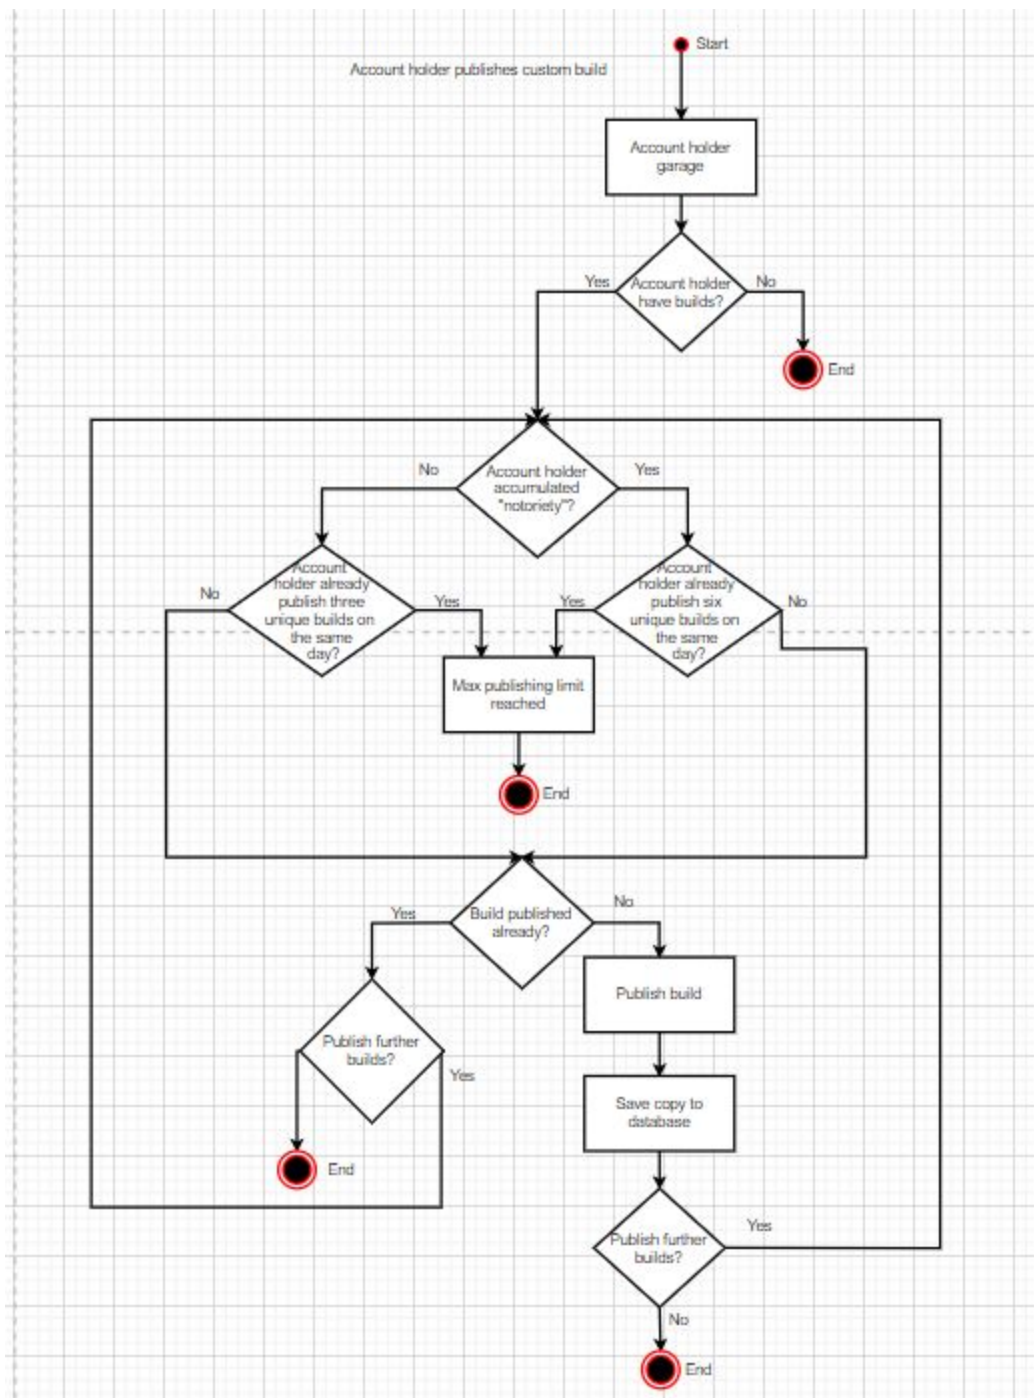 Start
Account holder publishes custom build
Account holder
garage
Yes
Account holder
have builds?
No
End
No
Account holder
accumulated
"notoriety"?
Yes
No
Account
holder already
publish three
unique builds on
the same
day?
Yes
Yes
Account
holder already
publish six
unique builds on
the same
day?
No
Max publishing limit
reached
End
Yes
Build published
already?
No
Publish build
Publish further
builds?
Yes
Save copy to
database
End
Publish further
builds?
Yes
No
End